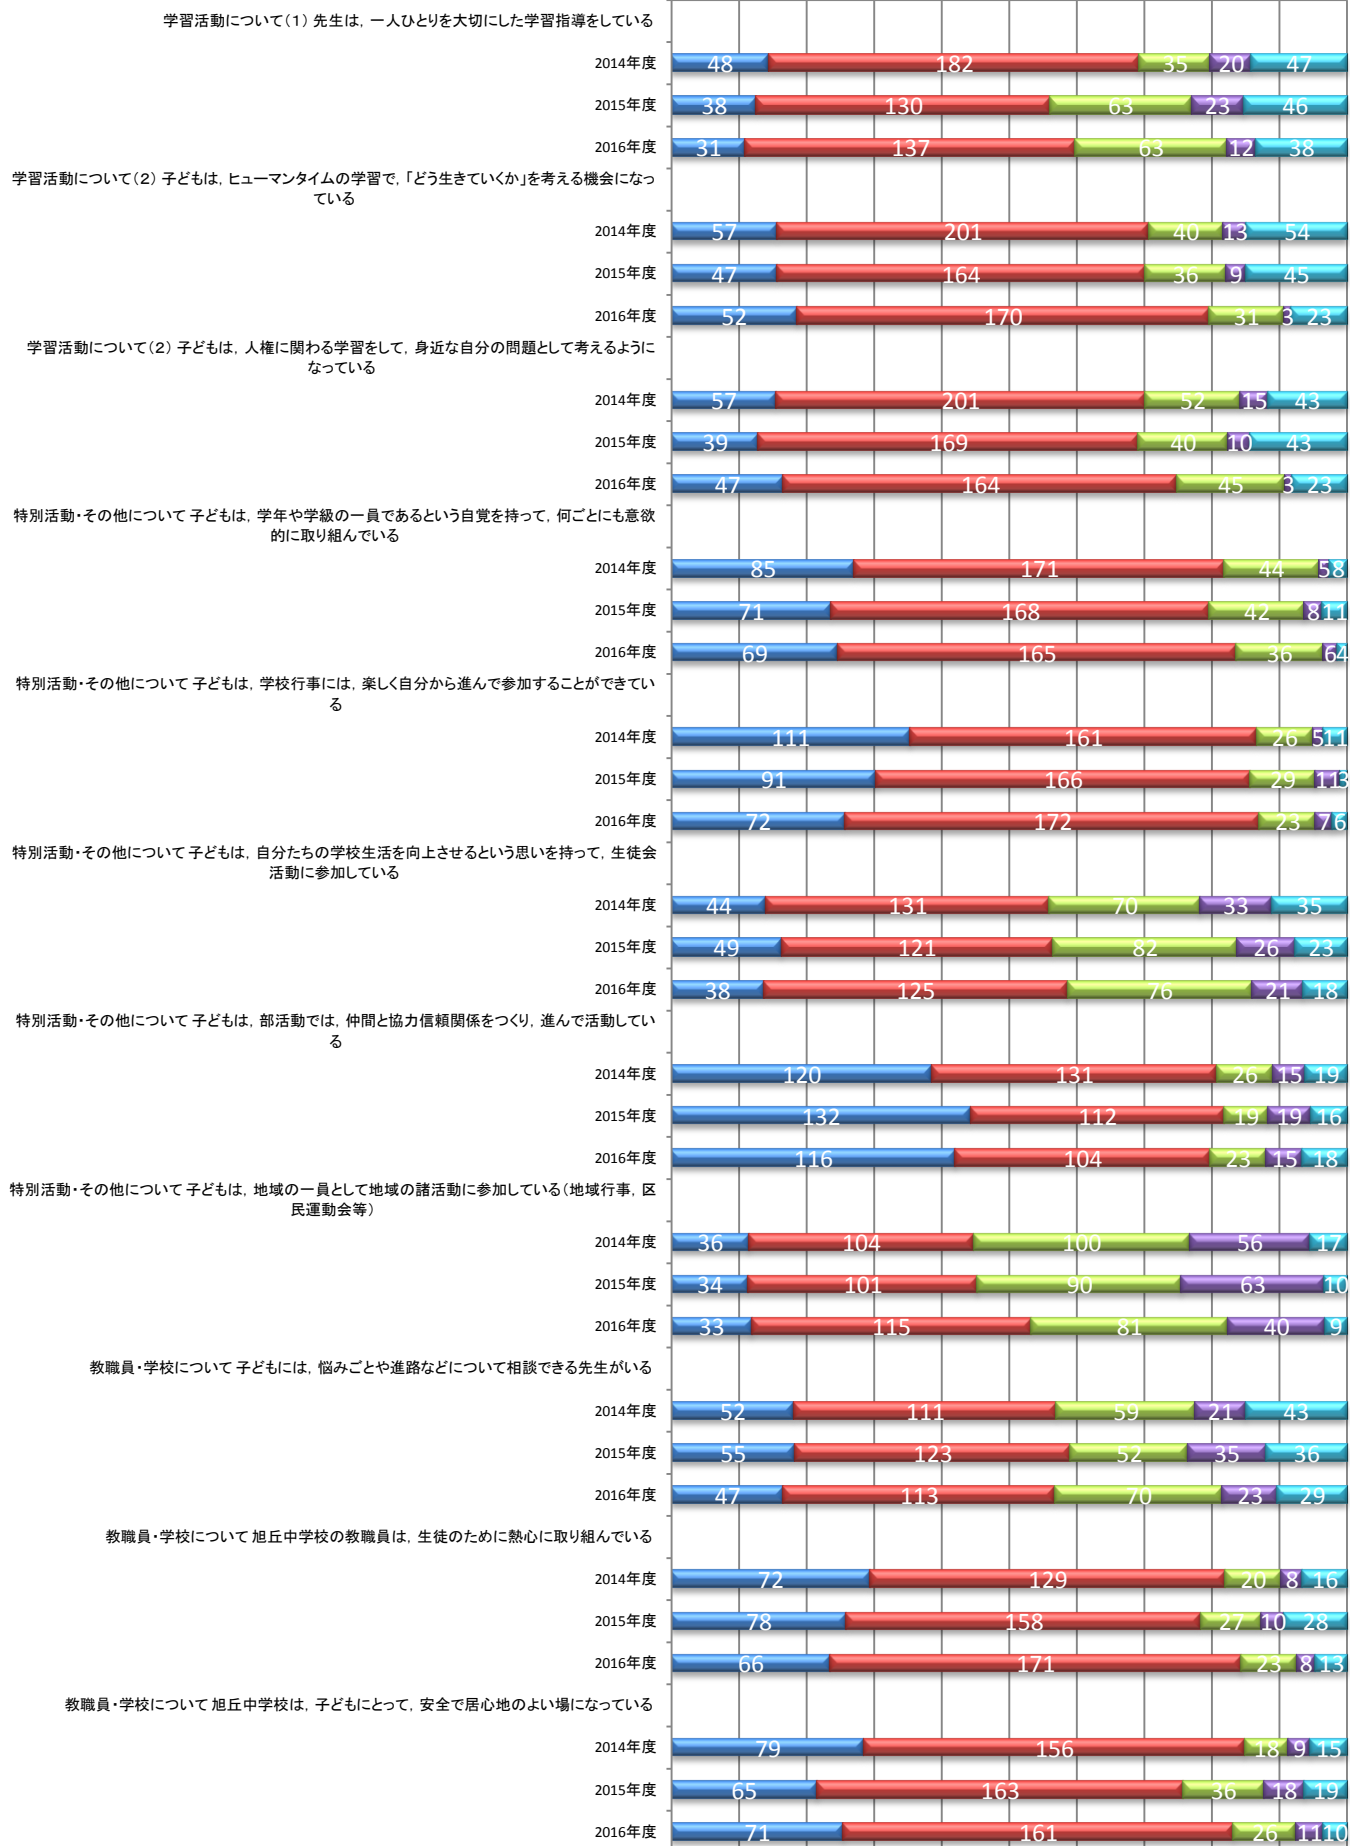 学習活動について(1) 先生は, 一人ひとりを大切にした学習指導をしている
2014年度 48 182 35 20 47
2015年度 38 130 63 23 46
2016年度 31 137 63 12 38
学習活動について(2) 子どもは, ヒューマンタイムの学習で, 「どう生きていくか」を考える機会になっ
ている
2014年度 57 201 40 13 54
2015年度 47 164 36 9 45
2016年度 52 170 31 3 23
学習活動について(2) 子どもは, 人権に関わる学習をして, 身近な自分の問題として考えるように
なっている
2014年度 57 201 52 15 43
2015年度 39 169 40 10 43
2016年度 47 164 45 3 23
特別活動・その他について 子どもは, 学年や学級の一員であるという自覚を持って, 何ごとにも意欲
的に取り組んでいる
2014年度 85 171 44 5 8
2015年度 71 168 42 8 11
2016年度 69 165 36 6 4
特別活動・その他について 子どもは, 学校行事には, 楽しく自分から進んで参加することができてい
る
2014年度 111 161 26 5 11
2015年度 91 166 29 11 3
2016年度 72 172 23 7 6
特別活動・その他について 子どもは, 自分たちの学校生活を向上させるという思いを持って, 生徒会
活動に参加している
2014年度 44 131 70 33 35
2015年度 49 121 82 26 23
2016年度 38 125 76 21 18
特別活動・その他について 子どもは, 部活動では, 仲間と協力信頼関係をつくり, 進んで活動してい
る
2014年度 120 131 26 15 19
2015年度 132 112 19 19 16
2016年度 116 104 23 15 18
特別活動・その他について 子どもは, 地域の一員として地域の諸活動に参加している(地域行事, 区
民運動会等)
2014年度 36 104 100 56 17
2015年度 34 101 90 63 10
2016年度 33 115 81 40 9
教職員・学校について 子どもには, 悩みごとや進路などについて相談できる先生がいる
2014年度 52 111 59 21 43
2015年度 55 123 52 35 36
2016年度 47 113 70 23 29
教職員・学校について 旭丘中学校の教職員は, 生徒のために熱心に取り組んでいる
2014年度 72 129 20 8 16
2015年度 78 158 27 10 28
2016年度 66 171 23 8 13
教職員・学校について 旭丘中学校は, 子どもにとって, 安全で居心地のよい場になっている
2014年度 79 156 18 9 15
2015年度 65 163 36 18 19
2016年度 71 161 26 11 10